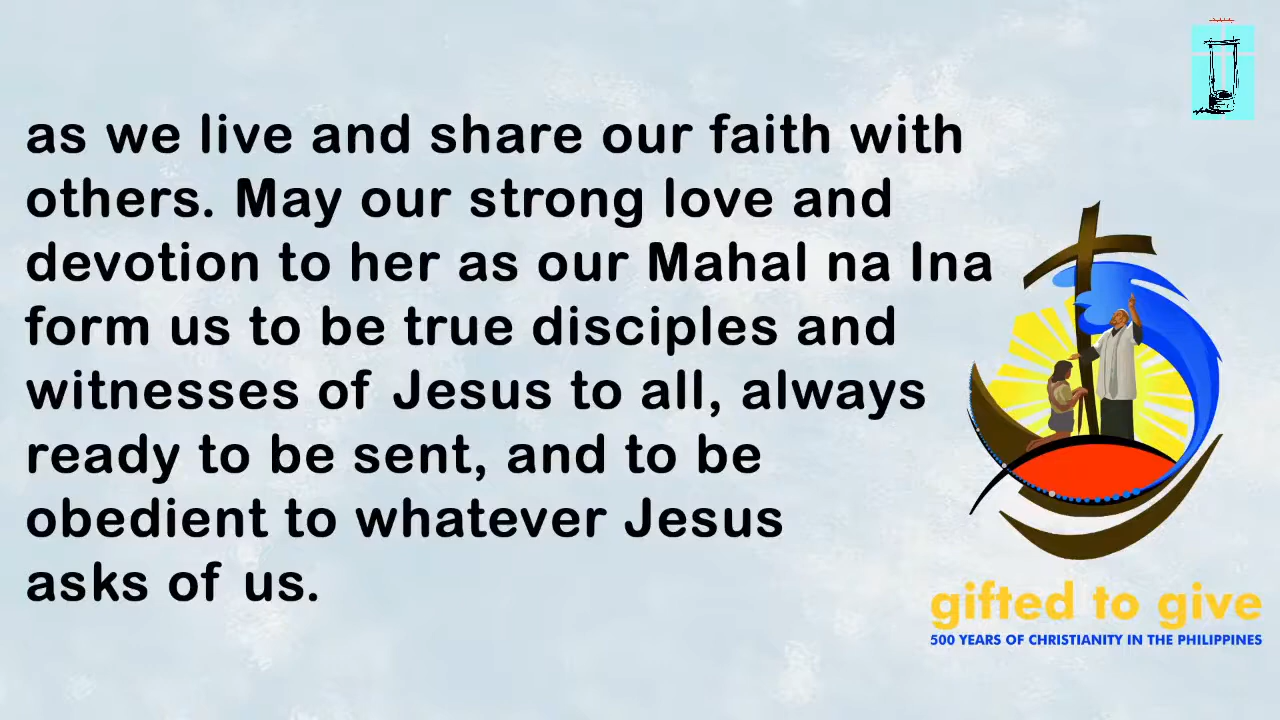 as we live and share our faith with
others. May our strong love and
devotion to her as our Mahal na Ina
form us to be true disciples and
witnesses of Jesus to all, always
ready to be sent, and to be
obedient to whatever Jesus
asks of us.
gifted to give
500 YEARS OF CHRISTIANITY IN THE PHILIPPINES